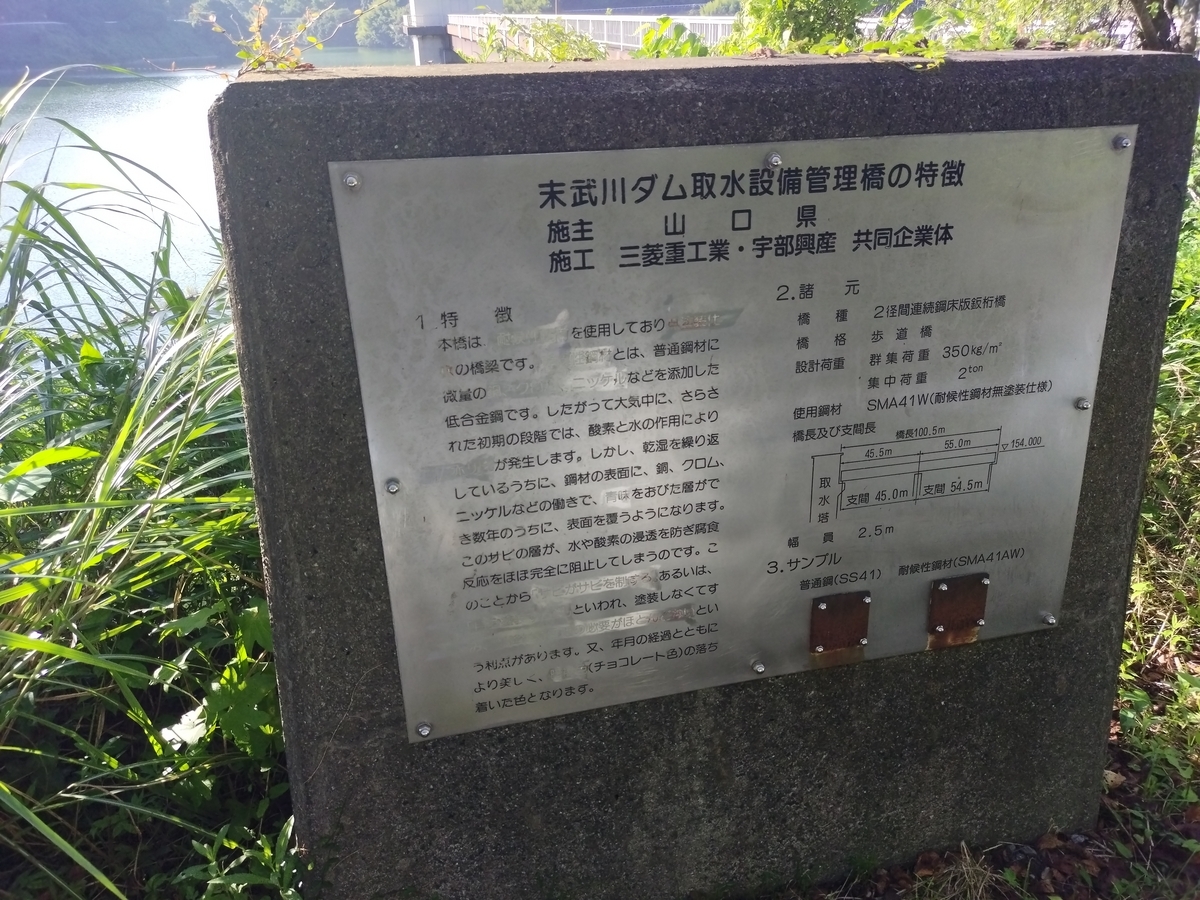 末武川ダム取水設備管理橋の特徴
施主 山口県
施工 三菱重工業・宇部興産 共同企業体
1.特徴
本橋は を使用しており
の橋梁です。 とは、普通鋼材に
微量の ニッケルなどを添加した
低合金鋼です。したがって大気中に、さらさ
れた初期の段階では、酸素と水の作用により
が発生します。しかし、乾湿を繰り返
しているうちに、鋼材の表面に、銅、クロム、
ニッケルなどの働きで、 をおびた層がで
き数年のうちに、表面を覆うようになります。
このサビの層が、水や酸素の浸透を防ぎ腐食
反応をほぼ完全に阻止してしまうのです。こ
のことから あるいは、
といわれ、塗装しなくてす
とい
う利点があります。又、年月の経過とともに
より美しく、 (チョコレート色)の落ち
着いた色となります。
2.諸元
橋種 2径間連続鋼床版鈑桁橋
橋格 歩道橋
設計荷重 群集荷重 350kg/m²
集中荷重 2ton
使用鋼材 SMA41W(耐候性鋼材無塗装仕様)
橋長及び支間長
橋長100.5m
45.5m 55.0m ▽154.000
取水塔
支間 45.0m 支間 54.5m
幅員 2.5m
3.サンプル
普通鋼(SS41) 耐候性鋼材(SMA41AW)